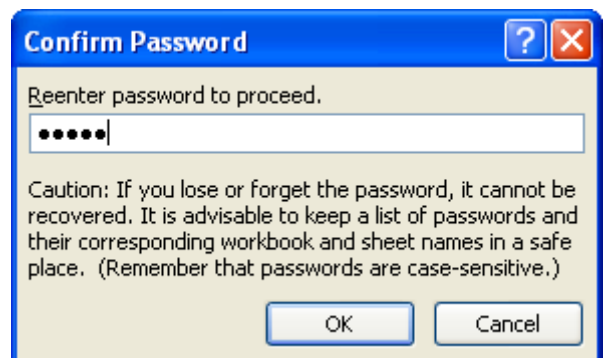 Confirm Password
Reenter password to proceed.
●●●●●
Caution: If you lose or forget the password, it cannot be
recovered. It is advisable to keep a list of passwords and
their corresponding workbook and sheet names in a safe
place.  (Remember that passwords are case-sensitive.)
OK Cancel